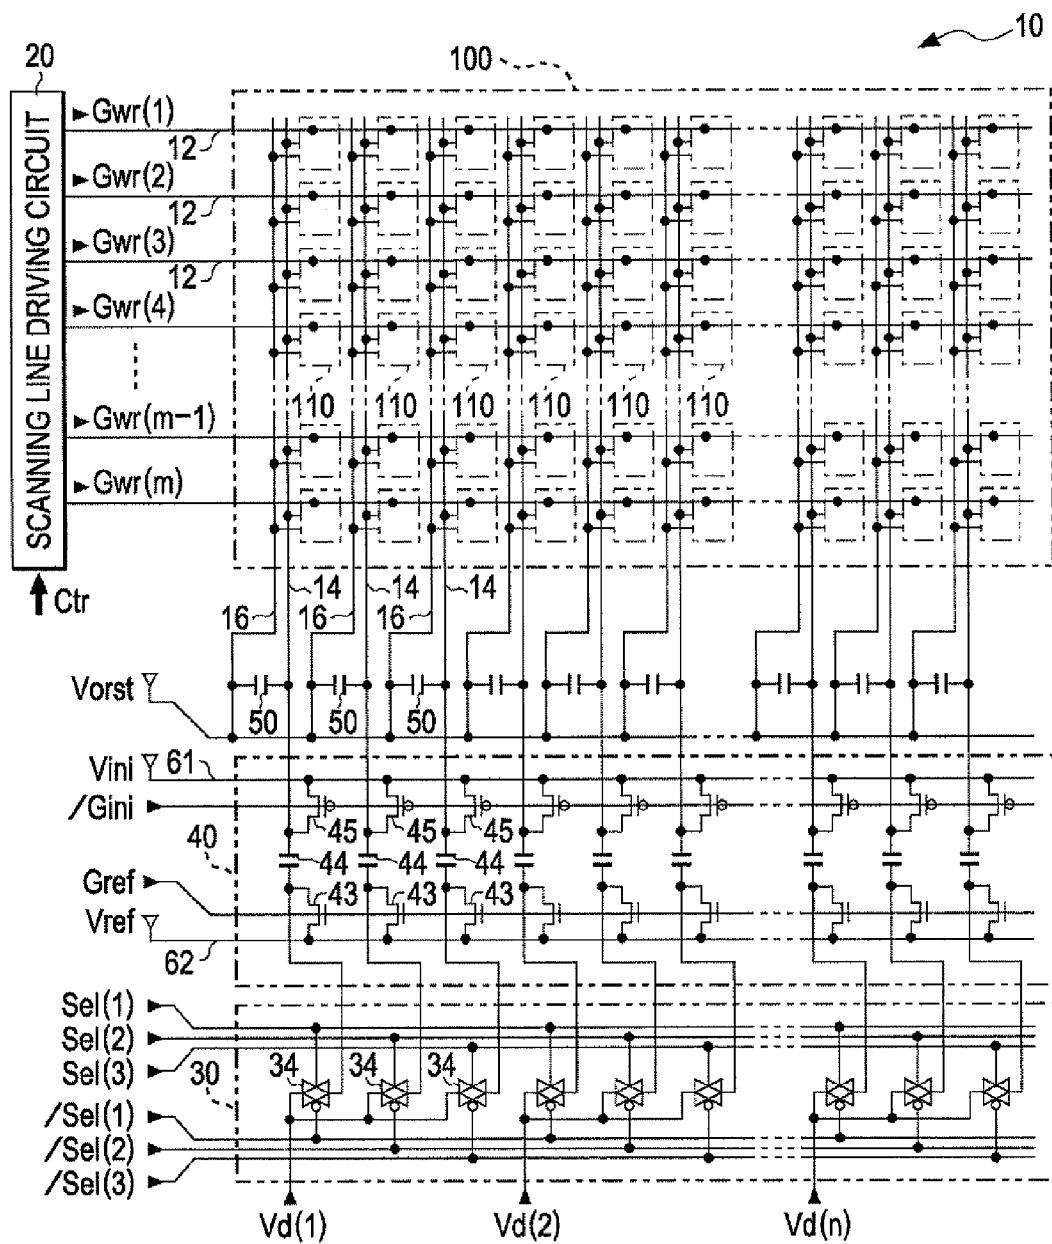 10
20
100
SCANNING LINE DRIVING CIRCUIT
Gwr(1)
12
Gwr(2)
12
Gwr(3)
12
Gwr(4)
110 110 110 110 110 110
Gwr(m-1)
Gwr(m)
Ctr
14 14 14
16 16 16
Vorst
50 50 50
Vini 61
/Gini
45 45 45
40
44 44 44
Gref
43 43 43
Vref
62
Sel(1)
Sel(2)
Sel(3)
30
34 34 34
/Sel(1)
/Sel(2)
/Sel(3)
Vd(1) Vd(2) Vd(n)